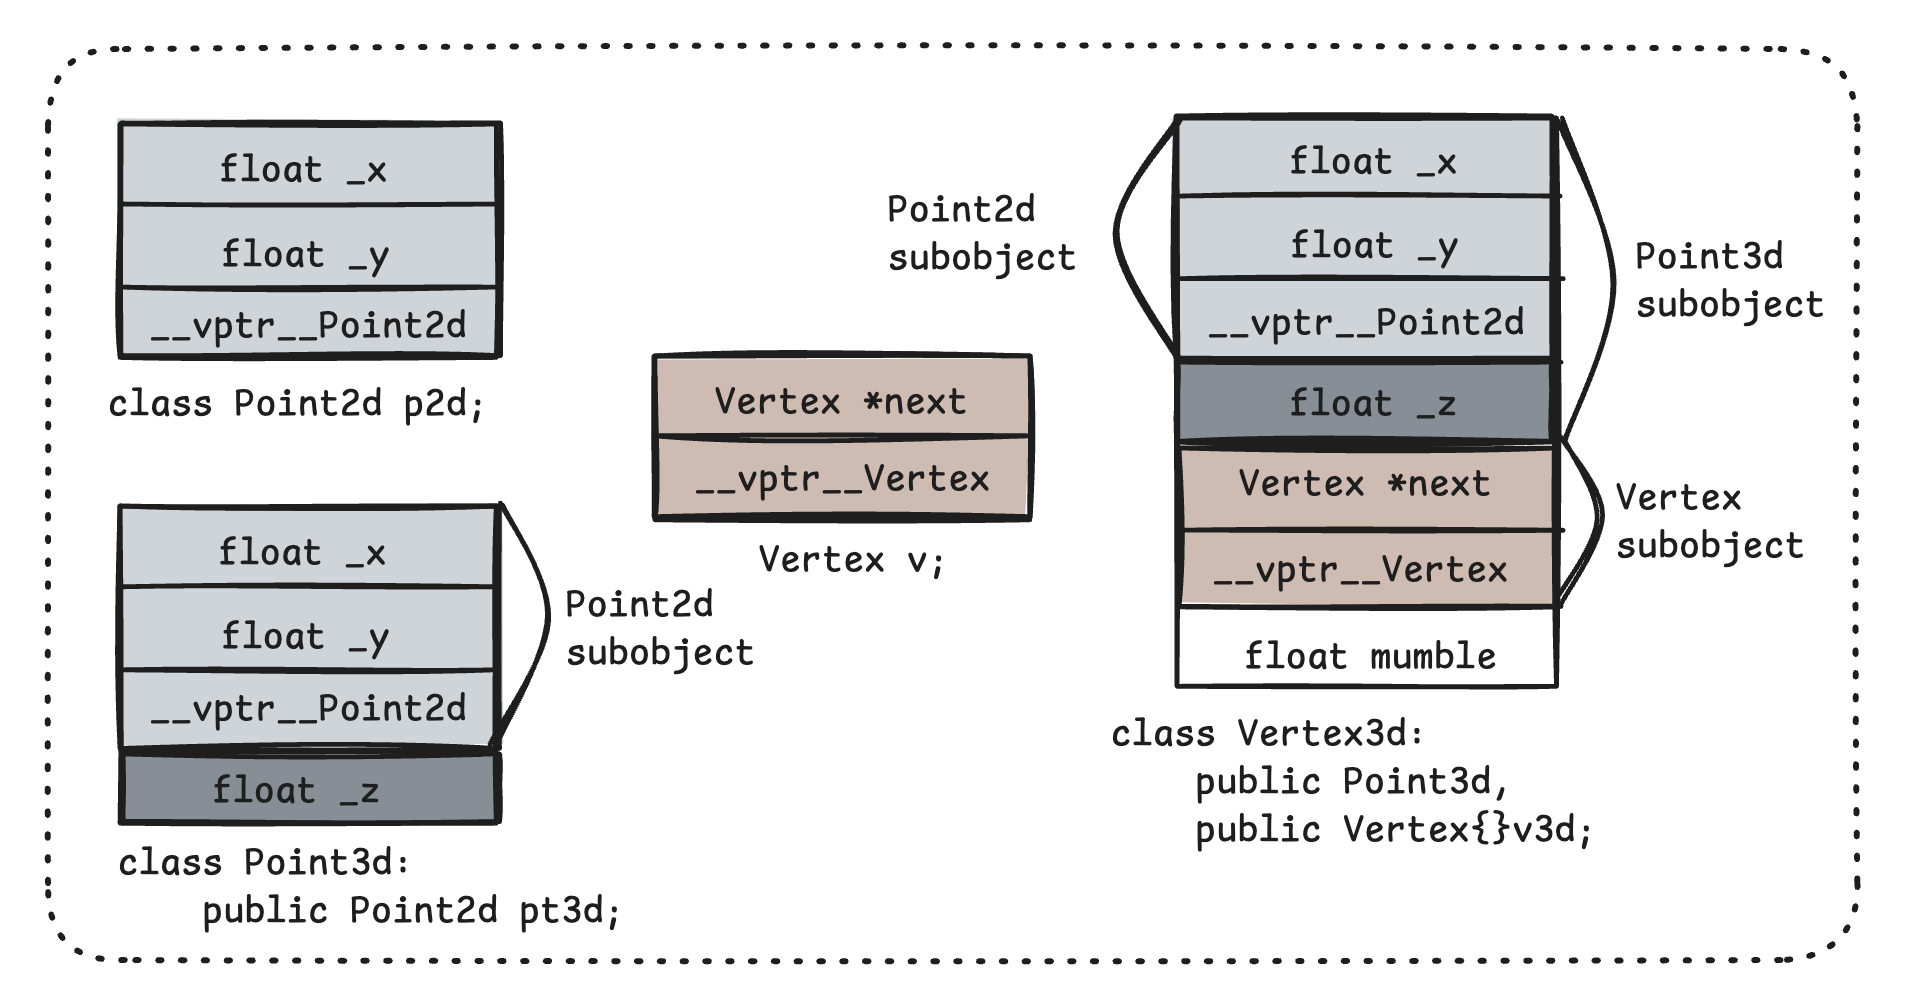 float _x
float _y
__vptr__Point2d
class Point2d p2d;
float _x
float _y
__vptr__Point2d
float _z
Point2d
subobject
class Point3d:
public Point2d pt3d;
Vertex *next
__vptr__Vertex
Vertex v;
Point2d
subobject
float _x
float _y
__vptr__Point2d
float _z
Vertex *next
__vptr__Vertex
float mumble
Point3d
subobject
Vertex
subobject
class Vertex3d:
public Point3d,
public Vertex{}v3d;